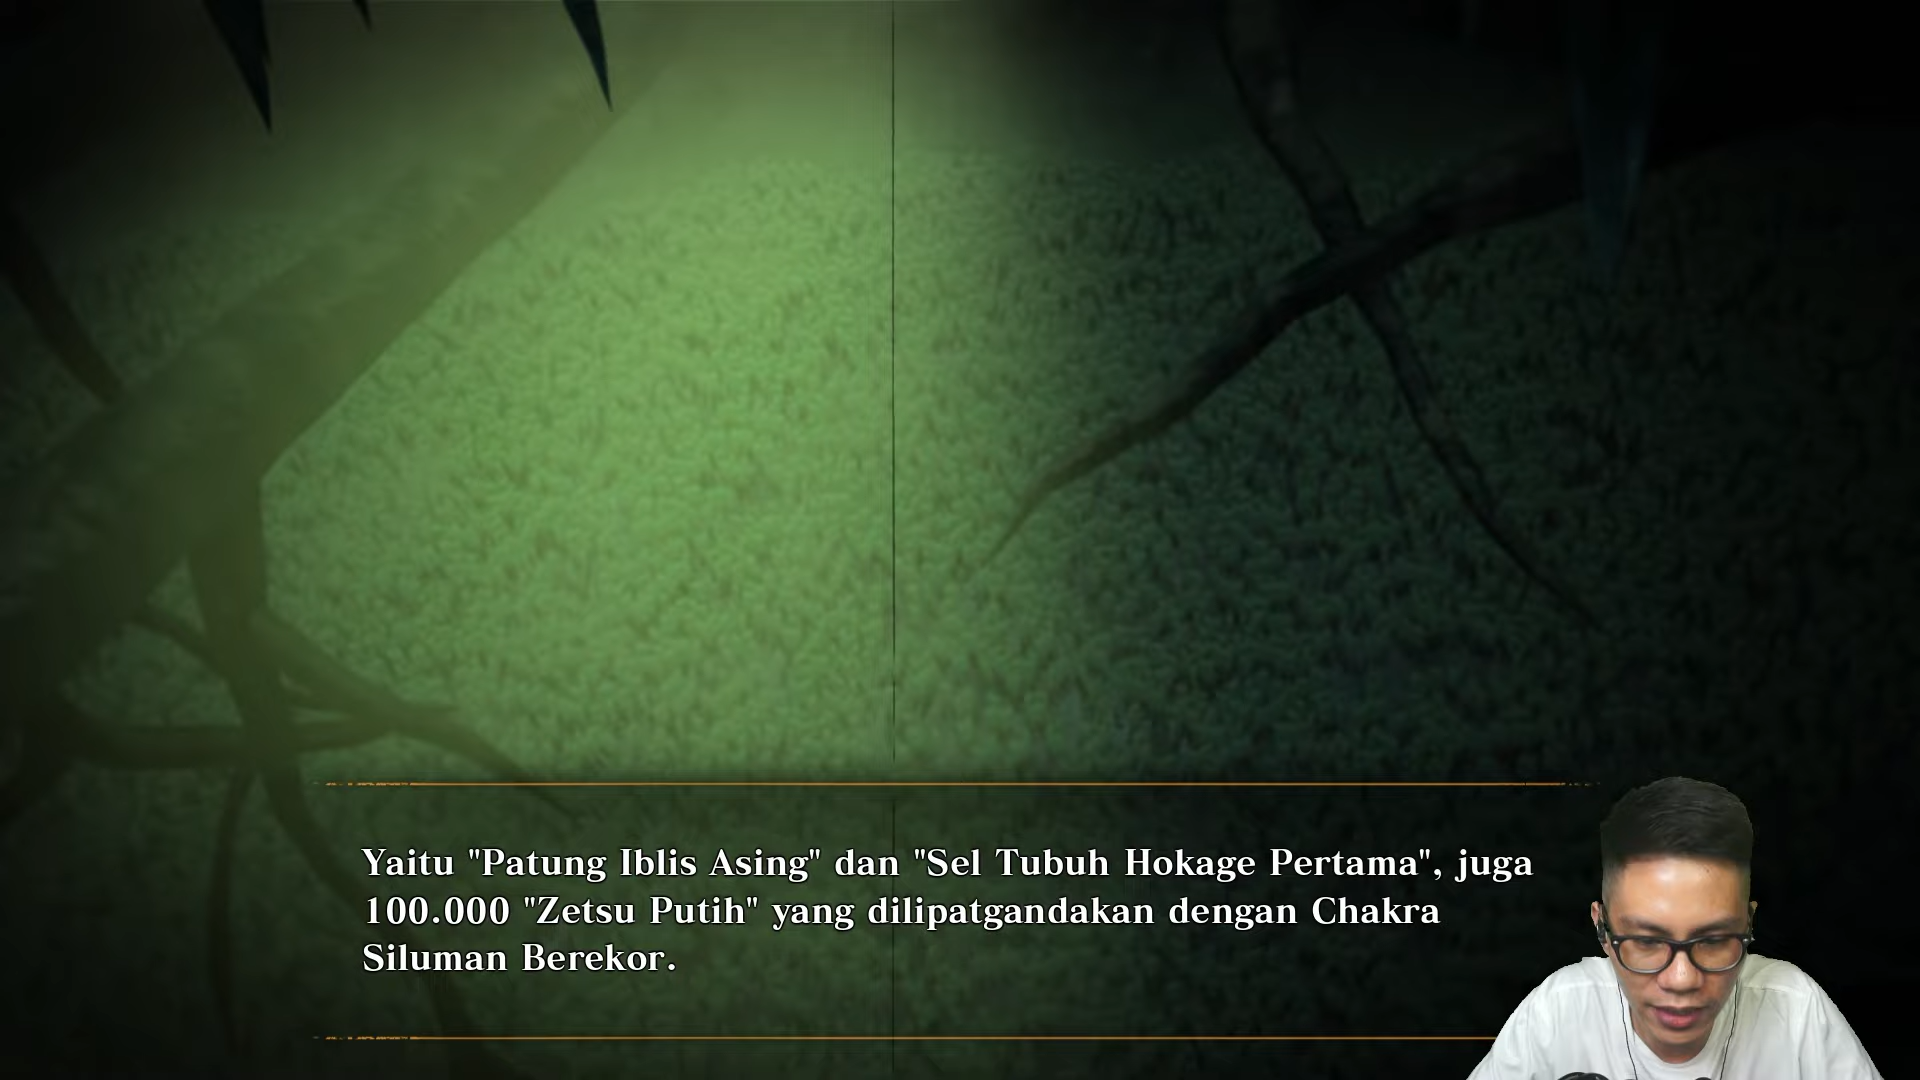 Yaitu "Patung Iblis Asing" dan "Sel Tubuh Hokage Pertama", juga
100.000 "Zetsu Putih" yang dilipatgandakan dengan Chakra
Siluman Berekor.